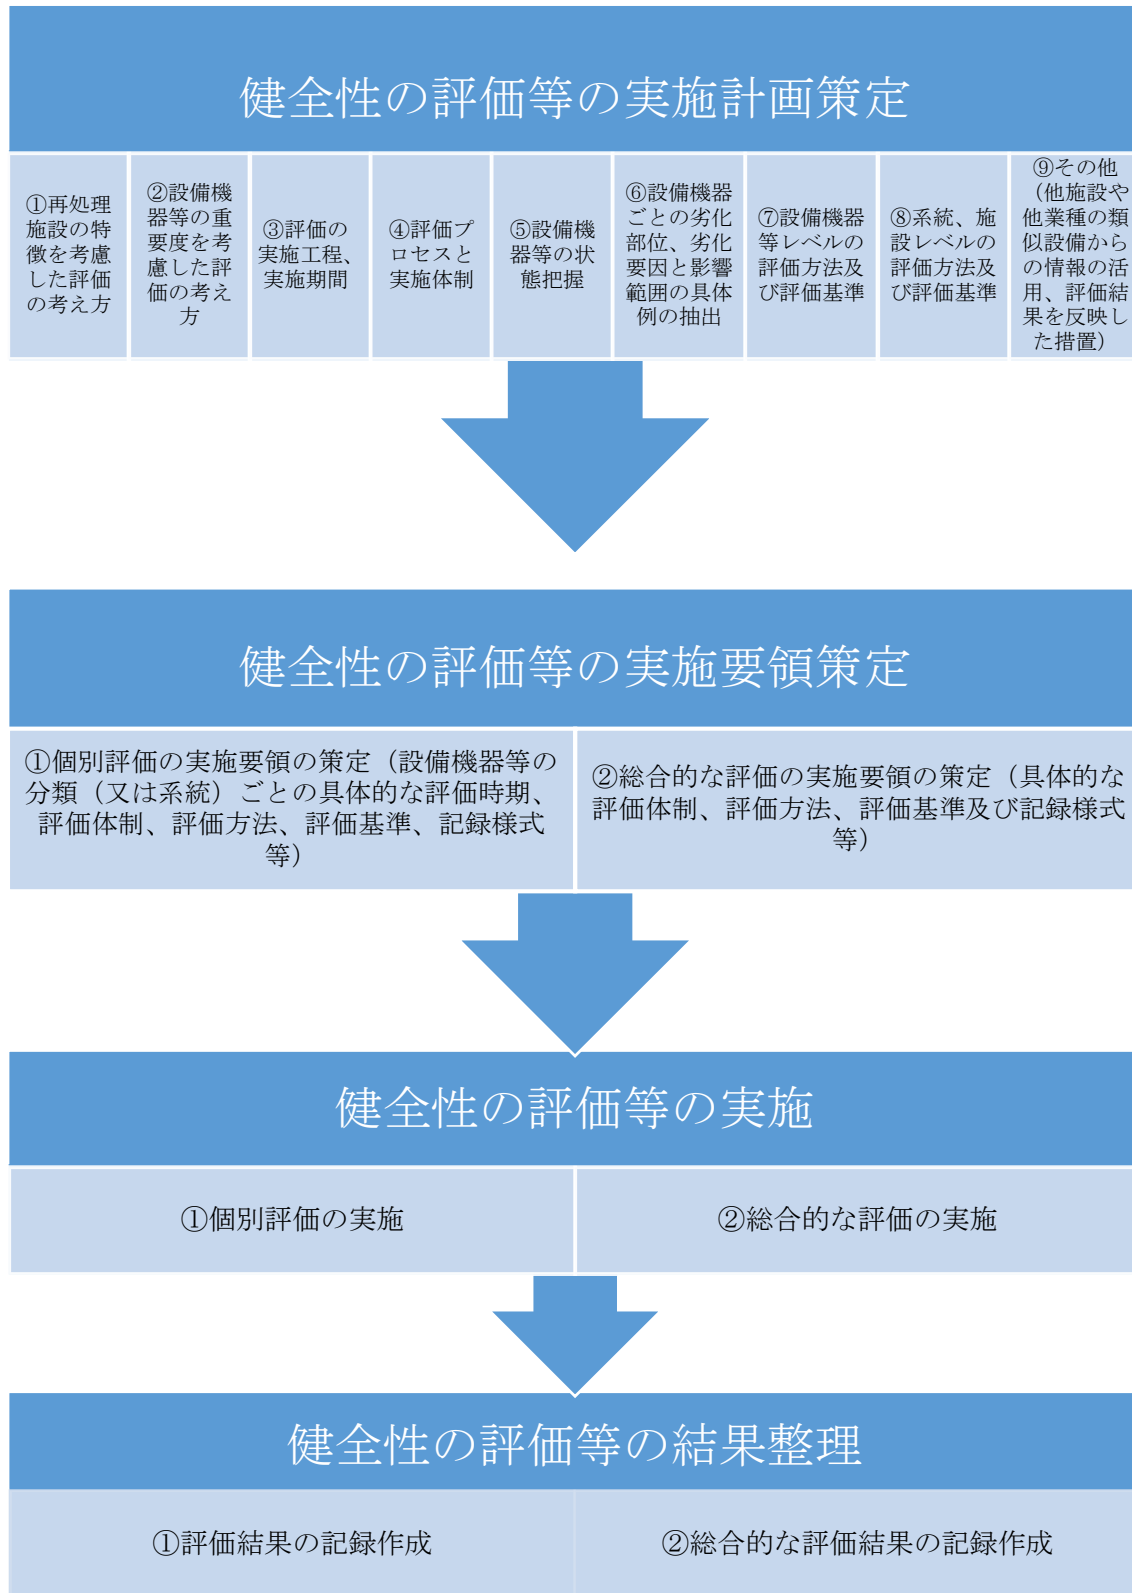 健全性の評価等の実施計画策定
①再処理
施設の特
徴を考慮
した評価
の考え方
②設備機
器等の重
要度を考
慮した評
価の考え
方
③評価の
実施工程、
実施期間
④評価プ
ロセスと
実施体制
⑤設備機
器等の状
態把握
⑥設備機器
ごとの劣化
部位、劣化
要因と影響
範囲の具体
例の抽出
⑦設備機器
等レベルの
評価方法及
び評価基準
⑧系統、施
設レベルの
評価方法及
び評価基準
⑨その他
（他施設や
他業種の類
似設備から
の情報の活
用、評価結
果を反映し
た措置）
健全性の評価等の実施要領策定
①個別評価の実施要領の策定（設備機器等の
分類（又は系統）ごとの具体的な評価時期、
評価体制、評価方法、評価基準、記録様式
等）
②総合的な評価の実施要領の策定（具体的な
評価体制、評価方法、評価基準及び記録様式
等）
健全性の評価等の実施
①個別評価の実施
②総合的な評価の実施
健全性の評価等の結果整理
①評価結果の記録作成
②総合的な評価結果の記録作成